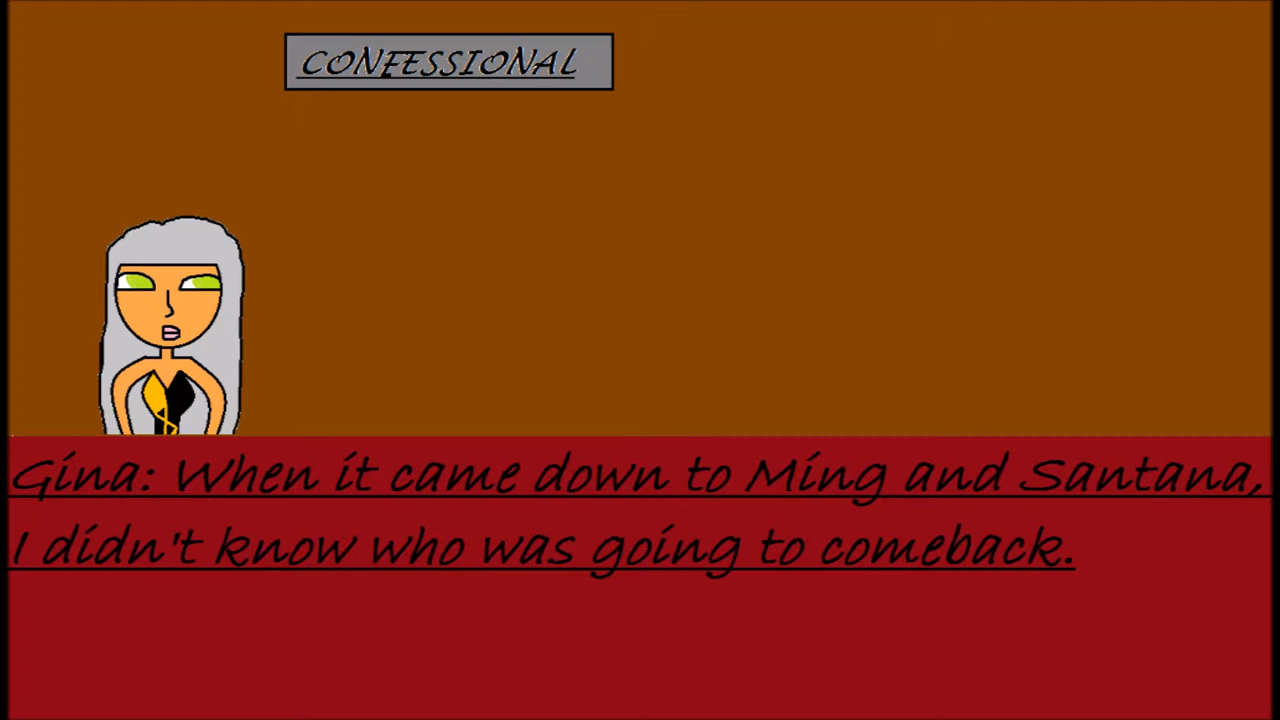 CONFESSIONAL
Gina: When it came down to Ming and Santana,
I didn't know who was going to comeback.